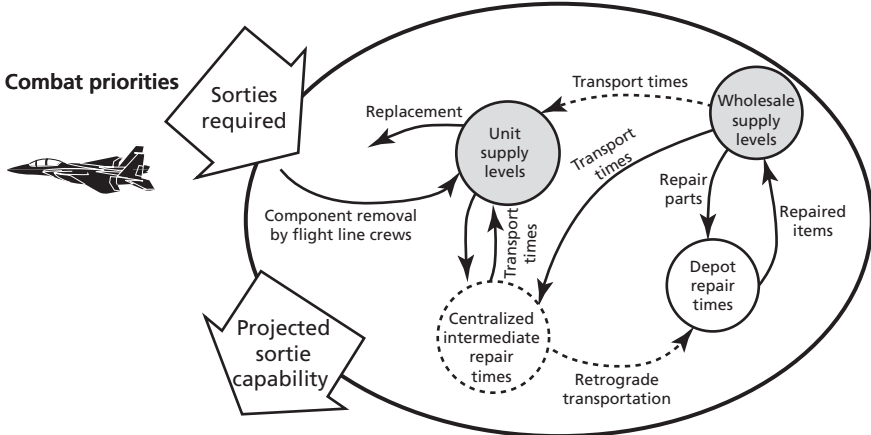 Combat priorities
Sorties
required
Replacement
Unit
supply
levels
Transport times
Wholesale
supply
levels
Transport
times
Component removal
by flight line crews
Transport
times
Repair
parts
Repaired
items
Depot
repair
times
Centralized
intermediate
repair
times
Retrograde
transportation
Projected
sortie
capability